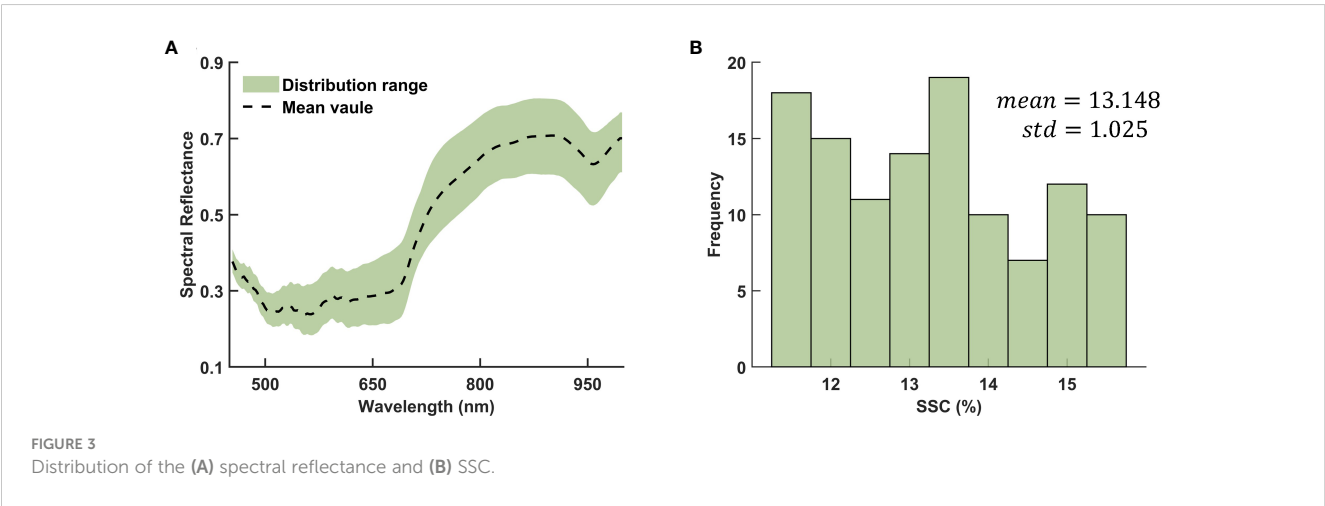 A
0.9
0.7
0.5
0.3
0.1
Spectral Reflectance
Distribution range
Mean vaule
500 650 800 950
Wavelength (nm)
B
20
15
10
5
0
Frequency
mean = 13.148
std = 1.025
12 13 14 15
SSC (%)
FIGURE 3
Distribution of the (A) spectral reflectance and (B) SSC.